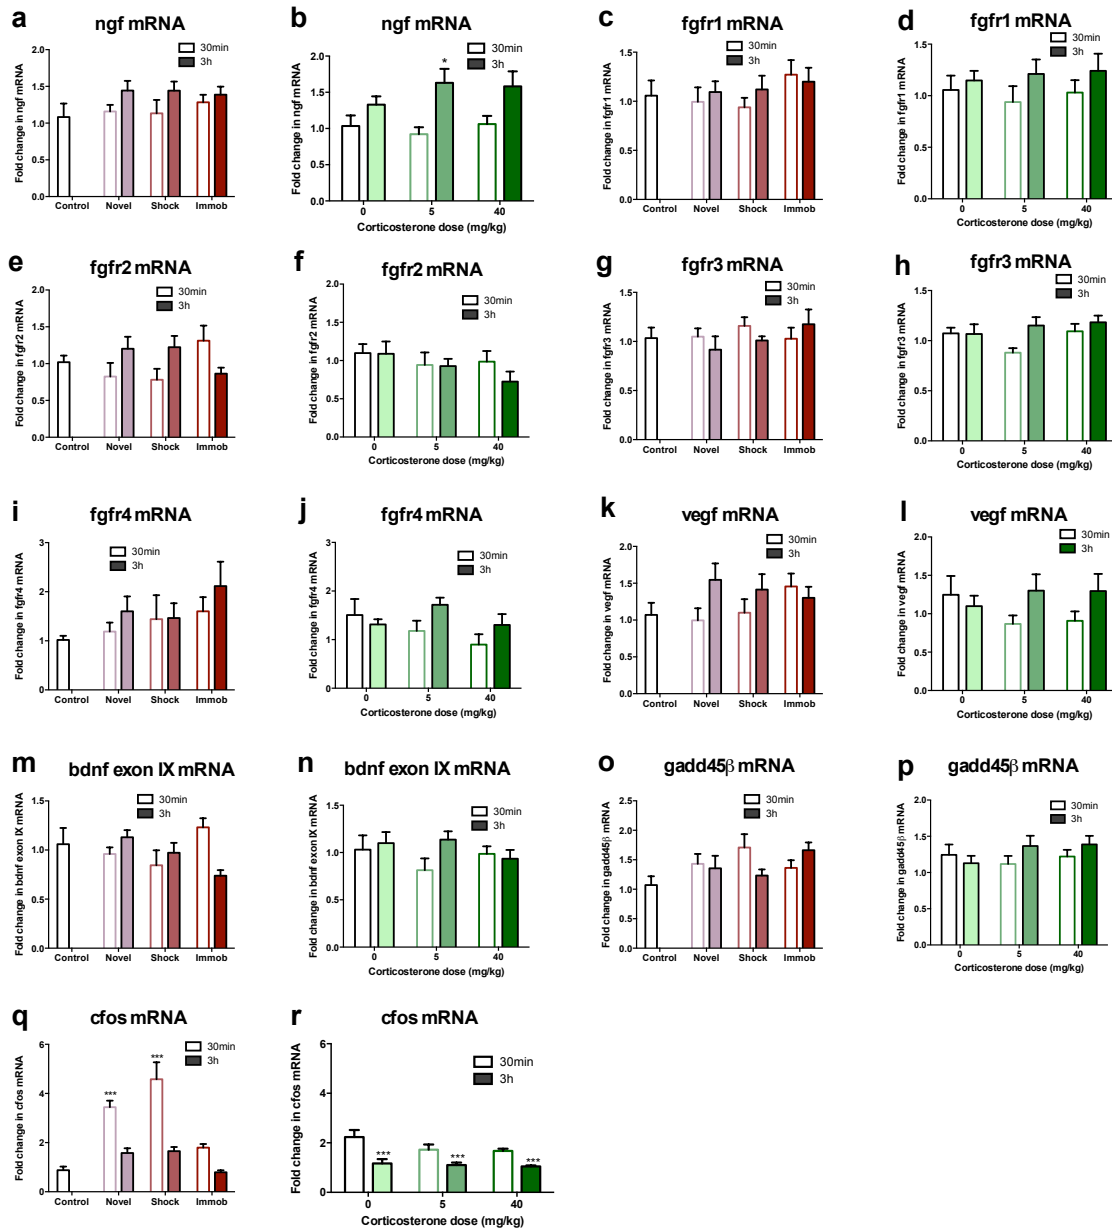 a
ngf mRNA
Fold change in ngf mRNA
2.0
1.5
1.0
0.5
0.0
30min
3h
Control Novel Shock Immob
b
ngf mRNA
Fold change in ngf mRNA
2.0
1.5
1.0
0.5
0.0
30min
3h
*
0 5 40
Corticosterone dose (mg/kg)
c
fgfr1 mRNA
Fold change in fgfr1 mRNA
1.5
1.0
0.5
0.0
30min
3h
Control Novel Shock Immob
d
fgfr1 mRNA
Fold change in fgfr1 mRNA
1.5
1.0
0.5
0.0
30min
3h
0 5 40
Corticosterone dose (mg/kg)
e
fgfr2 mRNA
Fold change in fgfr2 mRNA
2.0
1.5
1.0
0.5
0.0
30min
3h
Control Novel Shock Immob
f
fgfr2 mRNA
Fold change in fgfr2 mRNA
2.0
1.5
1.0
0.5
0.0
30min
3h
0 5 40
Corticosterone dose (mg/kg)
g
fgfr3 mRNA
Fold change in fgfr3 mRNA
1.5
1.0
0.5
0.0
30min
3h
Control Novel Shock Immob
h
fgfr3 mRNA
Fold change in fgfr3 mRNA
1.5
1.0
0.5
0.0
30min
3h
0 5 40
Corticosterone dose (mg/kg)
i
fgfr4 mRNA
Fold change in fgfr4 mRNA
3
2
1
0
30min
3h
Control Novel Shock Immob
j
fgfr4 mRNA
Fold change in fgfr4 mRNA
3
2
1
0
30min
3h
0 5 40
Corticosterone dose (mg/kg)
k
vegf mRNA
Fold change in vegf mRNA
2.0
1.5
1.0
0.5
0.0
30min
3h
Control Novel Shock Immob
l
vegf mRNA
Fold change in vegf mRNA
2.0
1.5
1.0
0.5
0.0
30min
3h
0 5 40
Corticosterone dose (mg/kg)
m
bdnf exon IX mRNA
Fold change in bdnf exon IX mRNA
1.5
1.0
0.5
0.0
30min
3h
Control Novel Shock Immob
n
bdnf exon IX mRNA
Fold change in bdnf exon IX mRNA
1.5
1.0
0.5
0.0
30min
3h
0 5 40
Corticosterone dose (mg/kg)
o
gadd45β mRNA
Fold change in gadd45β mRNA
2.5
2.0
1.5
1.0
0.5
0.0
30min
3h
Control Novel Shock Immob
p
gadd45β mRNA
Fold change in gadd45β mRNA
2.0
1.5
1.0
0.5
0.0
30min
3h
0 5 40
Corticosterone dose (mg/kg)
q
cfos mRNA
Fold change in cfos mRNA
6
4
2
0
30min
3h
*** ***
Control Novel Shock Immob
r
cfos mRNA
Fold change in cfos mRNA
6
4
2
0
30min
3h
*** *** ***
0 5 40
Corticosterone dose (mg/kg)